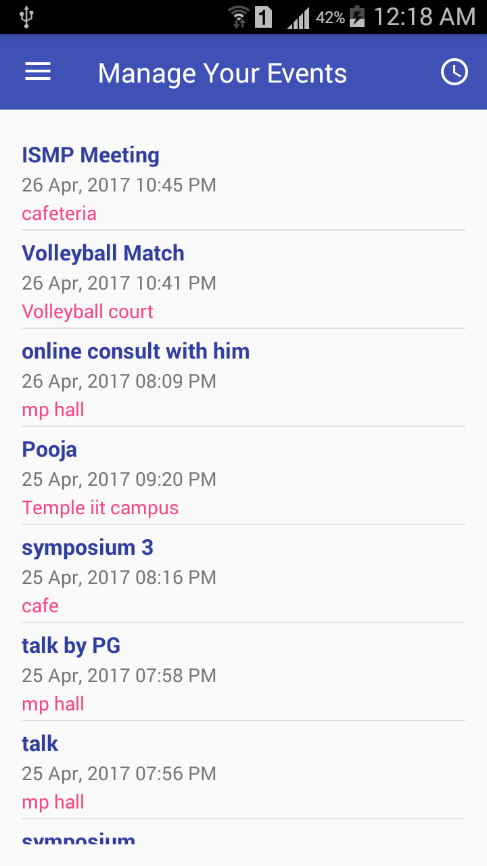 1 42% 12:18 AM
Manage Your Events
ISMP Meeting
26 Apr, 2017 10:45 PM
cafeteria
Volleyball Match
26 Apr, 2017 10:41 PM
Volleyball court
online consult with him
26 Apr, 2017 08:09 PM
mp hall
Pooja
25 Apr, 2017 09:20 PM
Temple iit campus
symposium 3
25 Apr, 2017 08:16 PM
cafe
talk by PG
25 Apr, 2017 07:58 PM
mp hall
talk
25 Apr, 2017 07:56 PM
mp hall
symposium